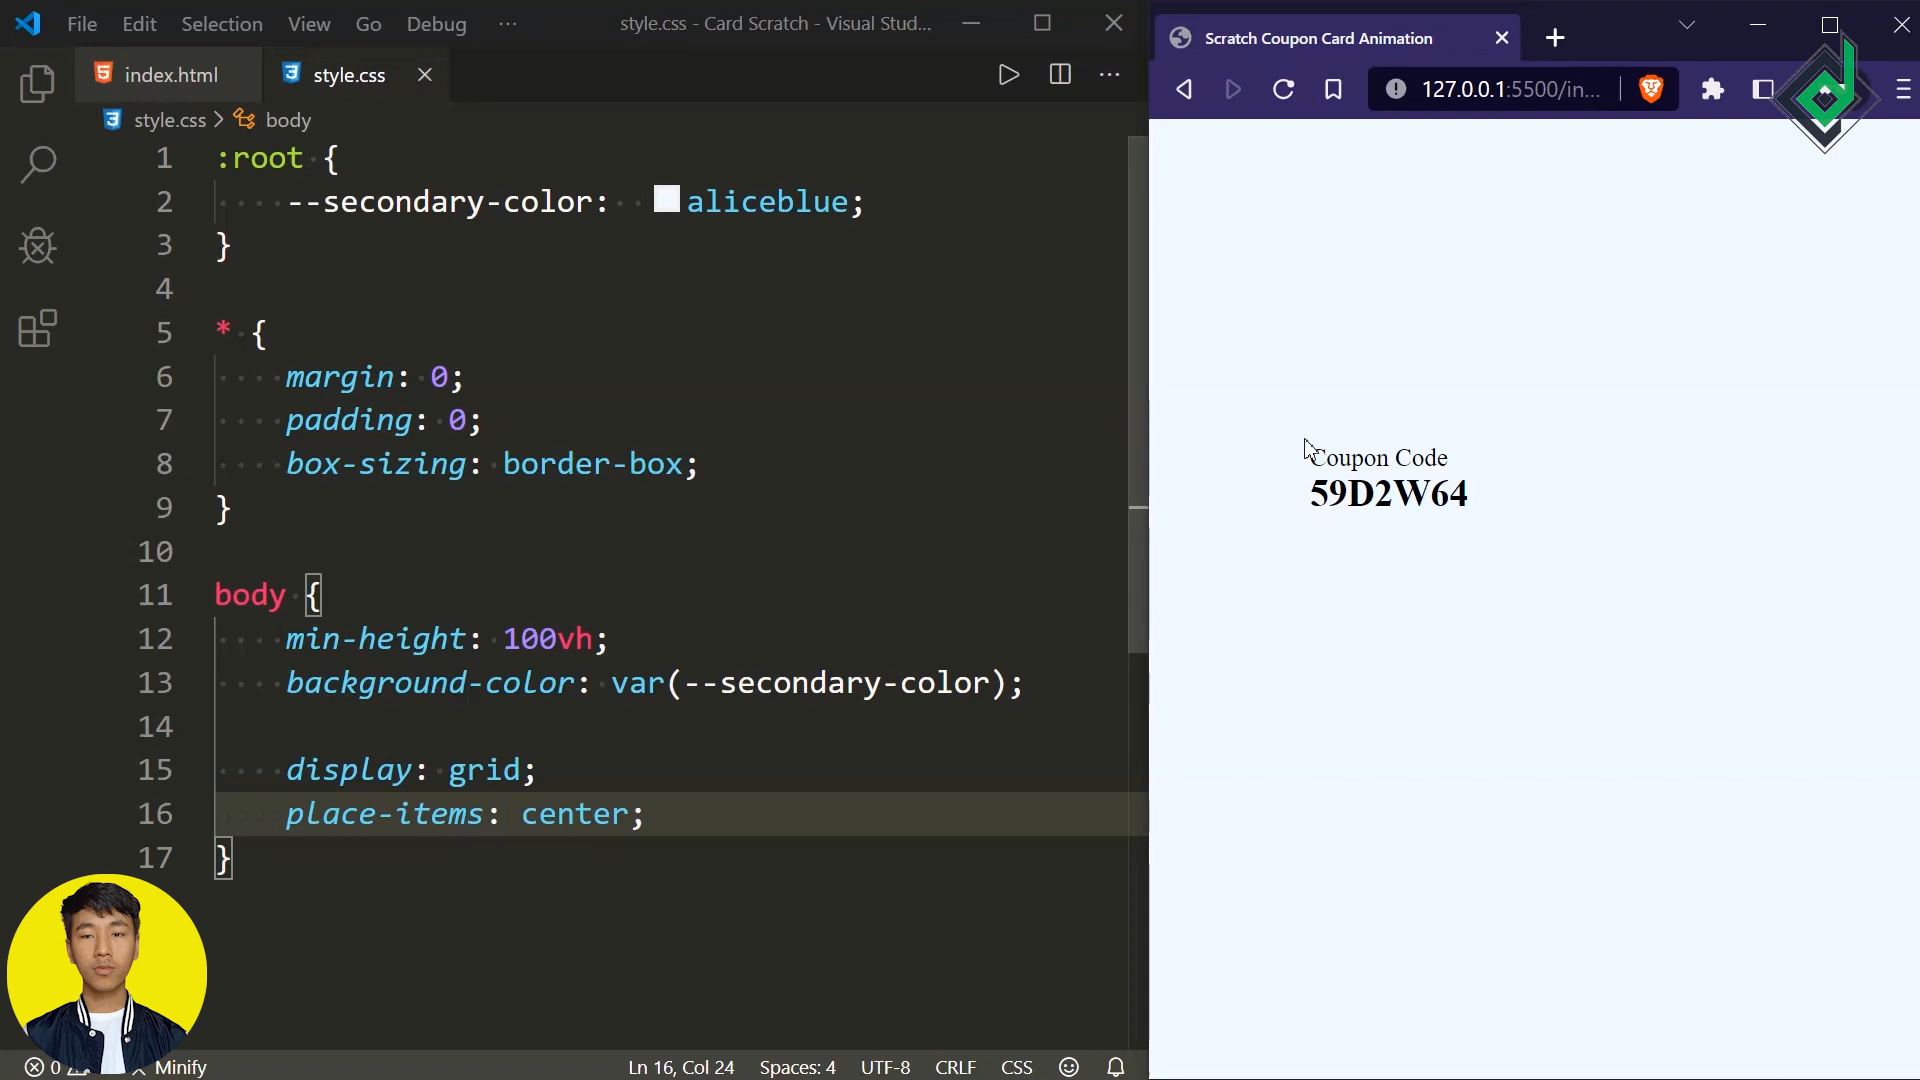 File Edit Selection View Go Debug ···
style.css - Card Scratch - Visual Stud...
index.html
style.css
style.css > body
1 :root {
2 --secondary-color: aliceblue;
3 }
4
5 * {
6 margin: 0;
7 padding: 0;
8 box-sizing: border-box;
9 }
10
11 body {
12 min-height: 100vh;
13 background-color: var(--secondary-color);
14
15 display: grid;
16 place-items: center;
17 }
0
Minify
Ln 16, Col 24
Spaces: 4
UTF-8
CRLF
CSS
Scratch Coupon Card Animation
127.0.0.1:5500/in...
Coupon Code
59D2W64